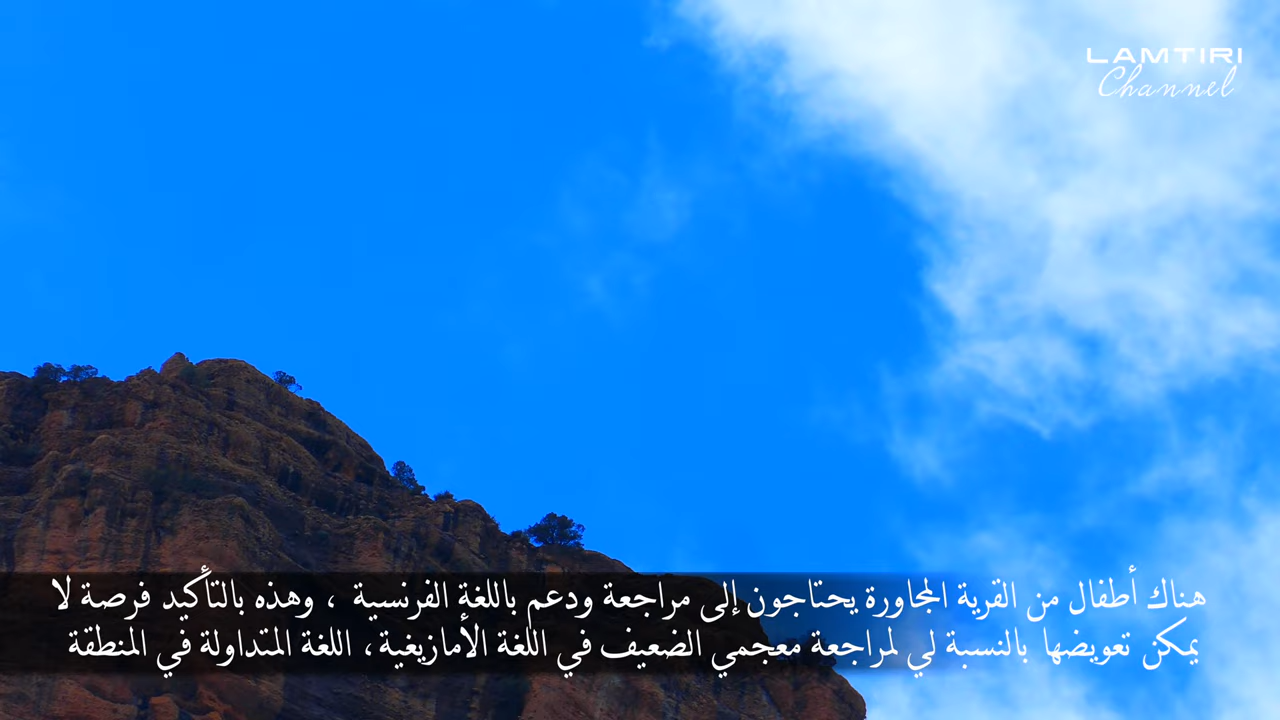 LAMTIRI
Channel
هناك أطفال من القرية المجاورة يحتاجون إلى مراجعة ودعم باللغة الفرنسية ، وهذه بالتأكيد فرصة لا
يمكن تعويضها بالنسبة لي لمراجعة معجمي الضعيف في اللغة الأمازيغية، اللغة المتداولة في المنطقة